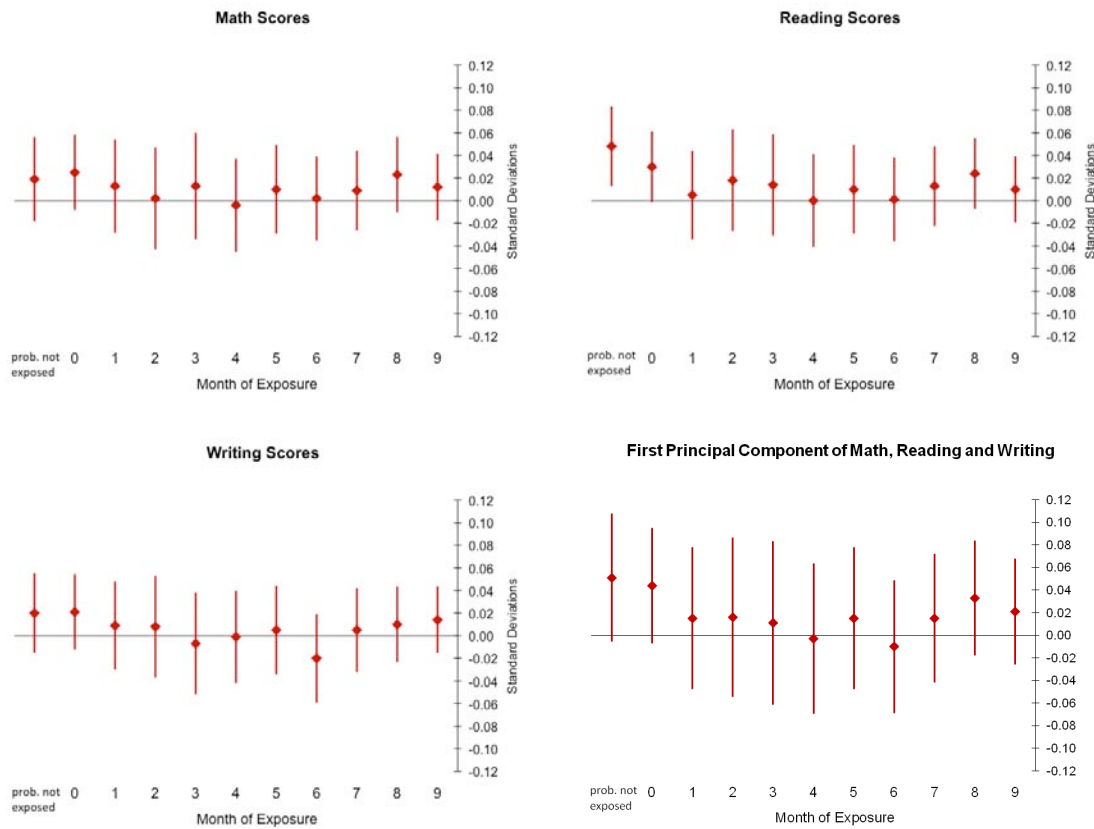 Math Scores
0.12
0.10
0.08
0.06
0.04
0.02
0.00
-0.02
-0.04
-0.06
-0.08
-0.10
-0.12
Standard Deviations
prob. not
exposed
0 1 2 3 4 5 6 7 8 9
Month of Exposure
Reading Scores
0.12
0.10
0.08
0.06
0.04
0.02
0.00
-0.02
-0.04
-0.06
-0.08
-0.10
-0.12
Standard Deviations
prob. not
exposed
0 1 2 3 4 5 6 7 8 9
Month of Exposure
Writing Scores
0.12
0.10
0.08
0.06
0.04
0.02
0.00
-0.02
-0.04
-0.06
-0.08
-0.10
-0.12
Standard Deviations
prob. not
exposed
0 1 2 3 4 5 6 7 8 9
Month of Exposure
First Principal Component of Math, Reading and Writing
0.12
0.10
0.08
0.06
0.04
0.02
0.00
-0.02
-0.04
-0.06
-0.08
-0.10
-0.12
prob. not
exposed
0 1 2 3 4 5 6 7 8 9
Month of Exposure